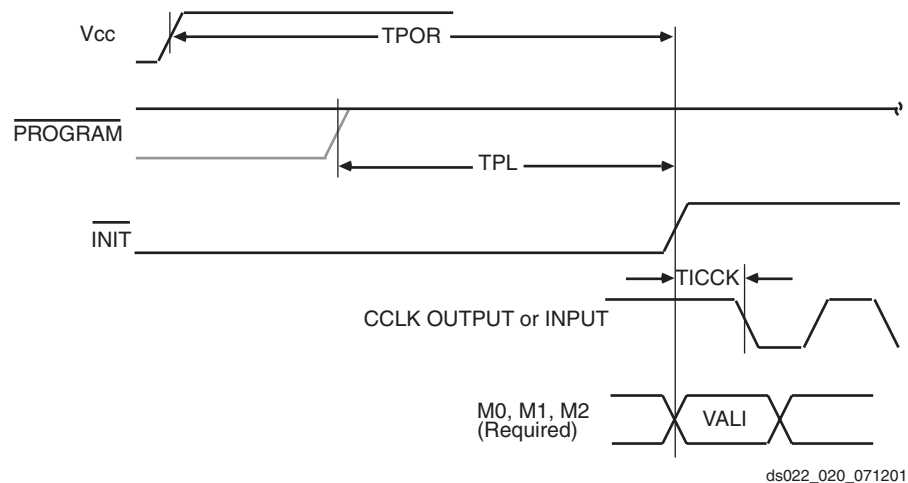 Vcc
TPOR
PROGRAM
TPL
INIT
TICCK
CCLK OUTPUT or INPUT
M0, M1, M2
(Required)
VALI
ds022_020_071201